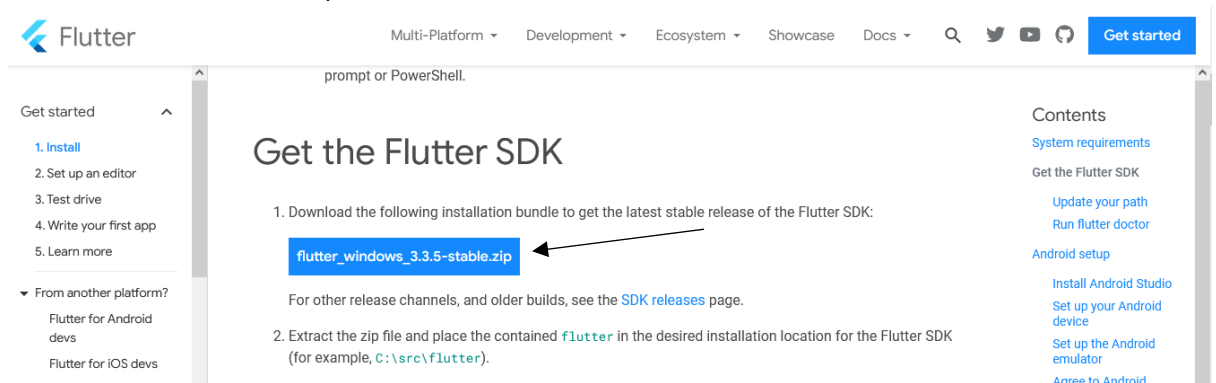 Flutter
Multi-Platform
Development
Ecosystem
Showcase
Docs
Get started
Get started
1. Install
2. Set up an editor
3. Test drive
4. Write your first app
5. Learn more
From another platform?
Flutter for Android
devs
Flutter for iOS devs
prompt or PowerShell.
Get the Flutter SDK
1. Download the following installation bundle to get the latest stable release of the Flutter SDK:
flutter_windows_3.3.5-stable.zip
For other release channels, and older builds, see the SDK releases page.
2. Extract the zip file and place the contained flutter in the desired installation location for the Flutter SDK
(for example, C:\src\flutter).
Contents
System requirements
Get the Flutter SDK
Update your path
Run flutter doctor
Android setup
Install Android Studio
Set up your Android
device
Set up the Android
emulator
Agree to Android